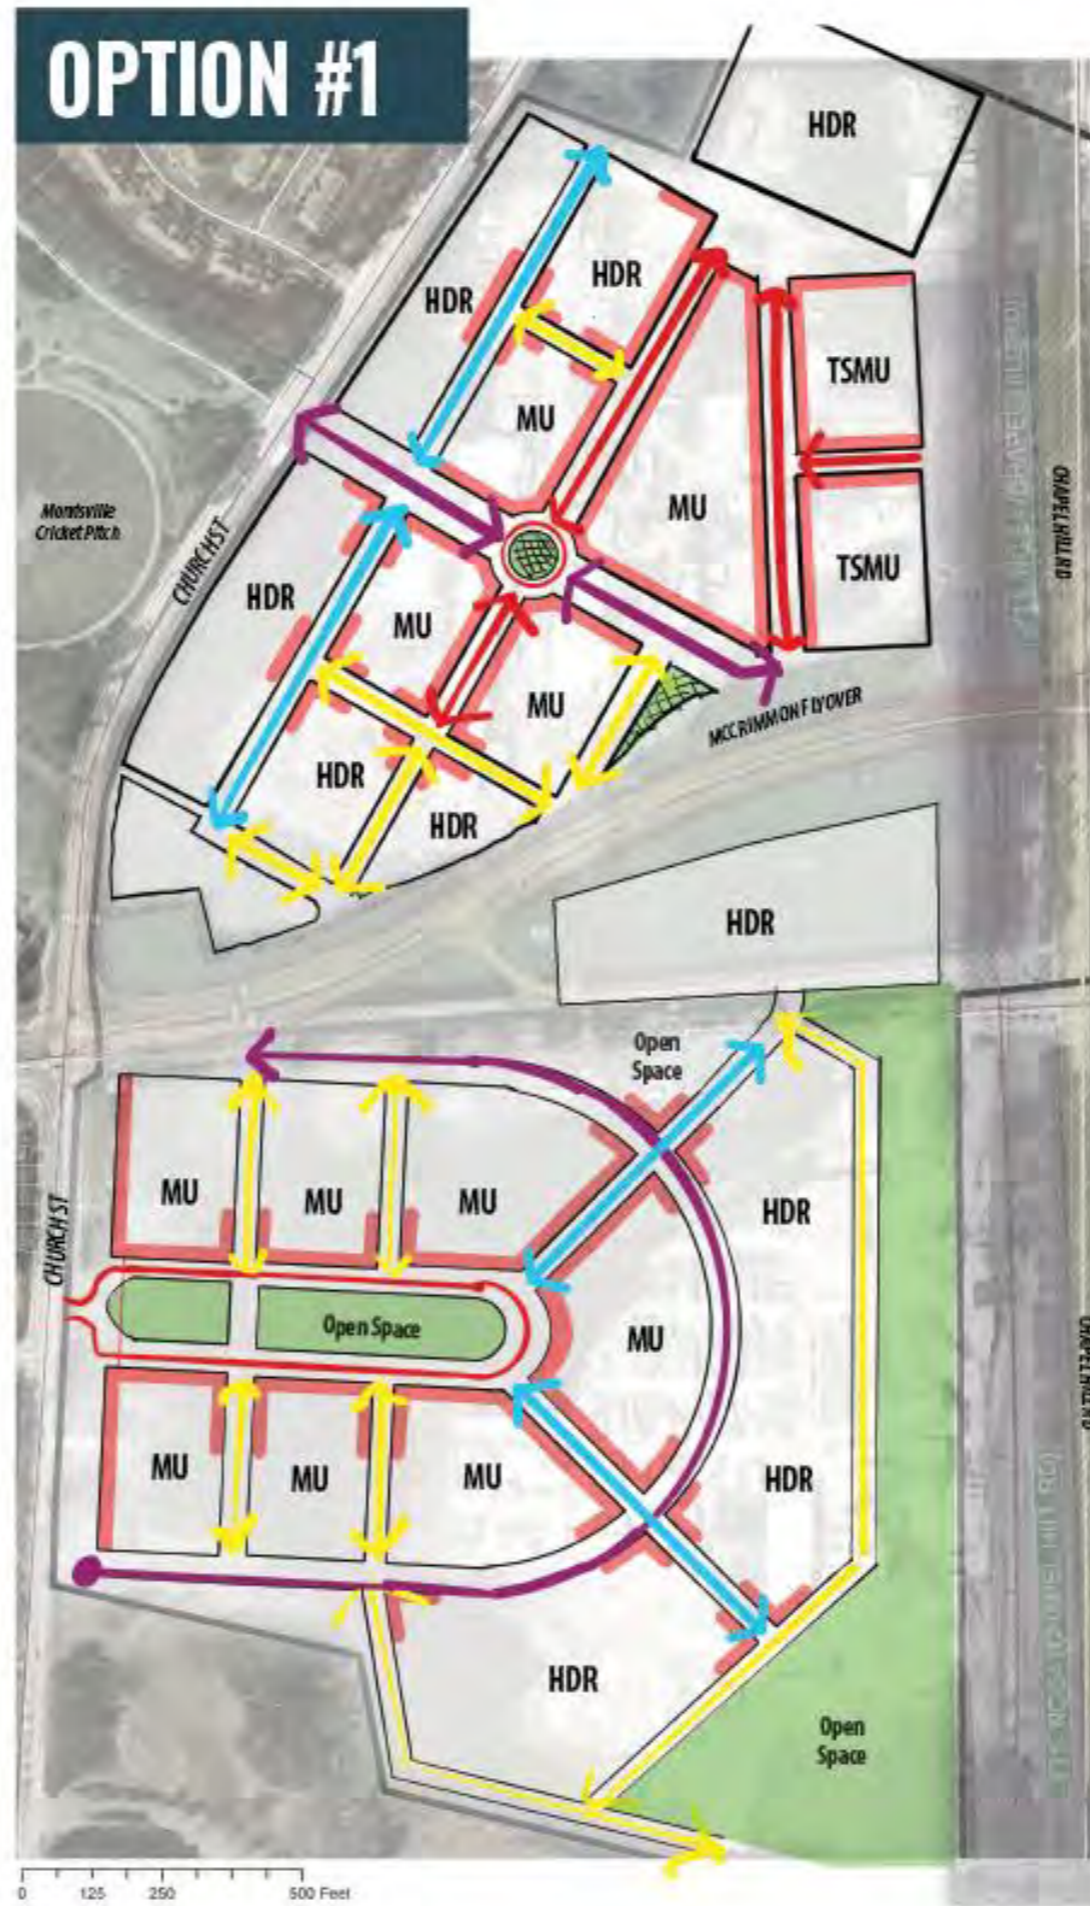 OPTION #1
HDR
HDR
HDR
TSMU
MU
MU
Morrisville
Cricket Pitch
CHURCH ST
CHAPEL HILL RD
TSMU
HDR
MU
MU
MCCRIMMON FLYOVER
HDR
HDR
HDR
Open
Space
MU
MU
MU
HDR
CHURCH ST
Open Space
MU
MU
MU
MU
HDR
HDR
Open
Space
0 125 250 500 Feet